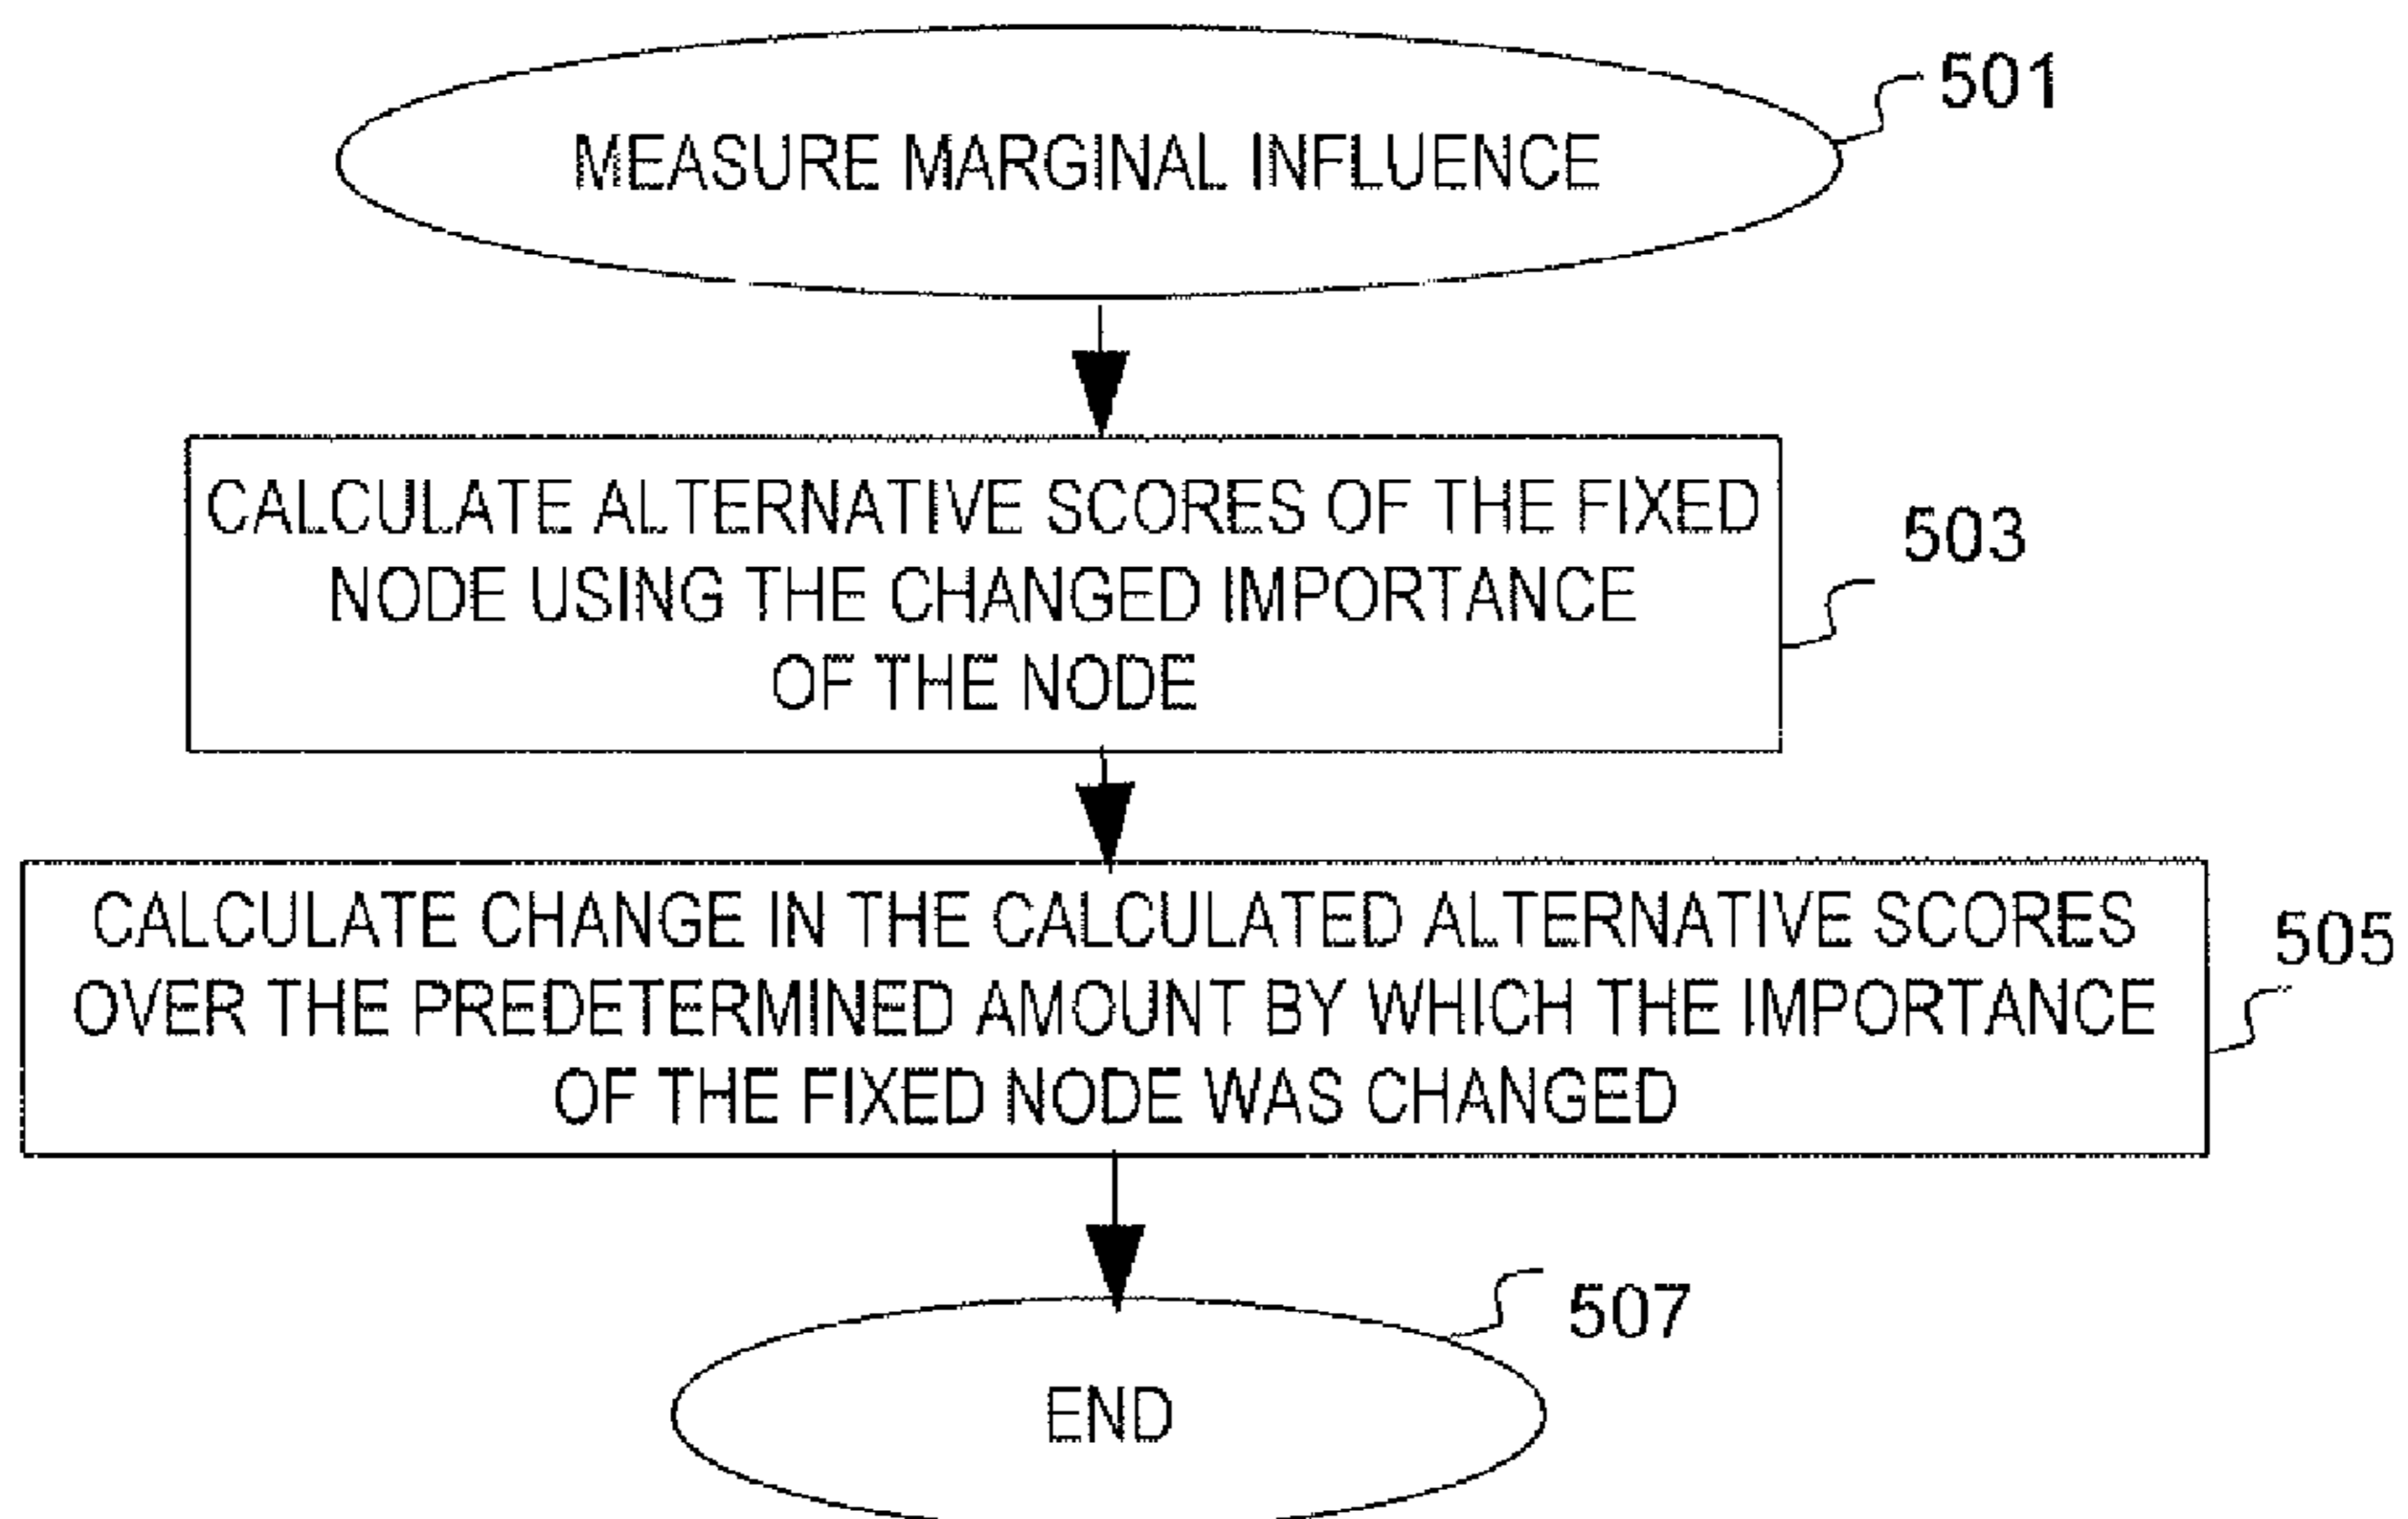 MEASURE MARGINAL INFLUENCE
501
CALCULATE ALTERNATIVE SCORES OF THE FIXED
NODE USING THE CHANGED IMPORTANCE
OF THE NODE
503
CALCULATE CHANGE IN THE CALCULATED ALTERNATIVE SCORES
OVER THE PREDETERMINED AMOUNT BY WHICH THE IMPORTANCE
OF THE FIXED NODE WAS CHANGED
505
507
END